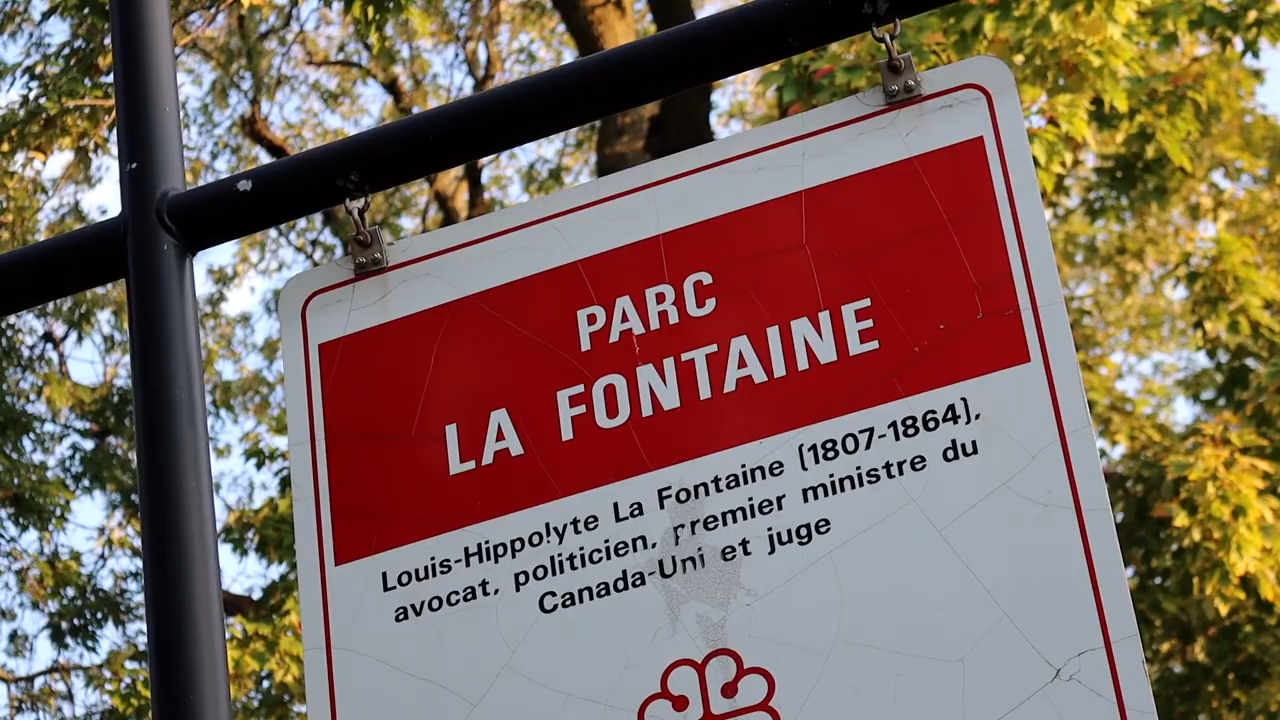 PARC
LA FONTAINE
Louis-Hippolyte La Fontaine (1807-1864),
avocat, politicien, premier ministre du
Canada-Uni et juge